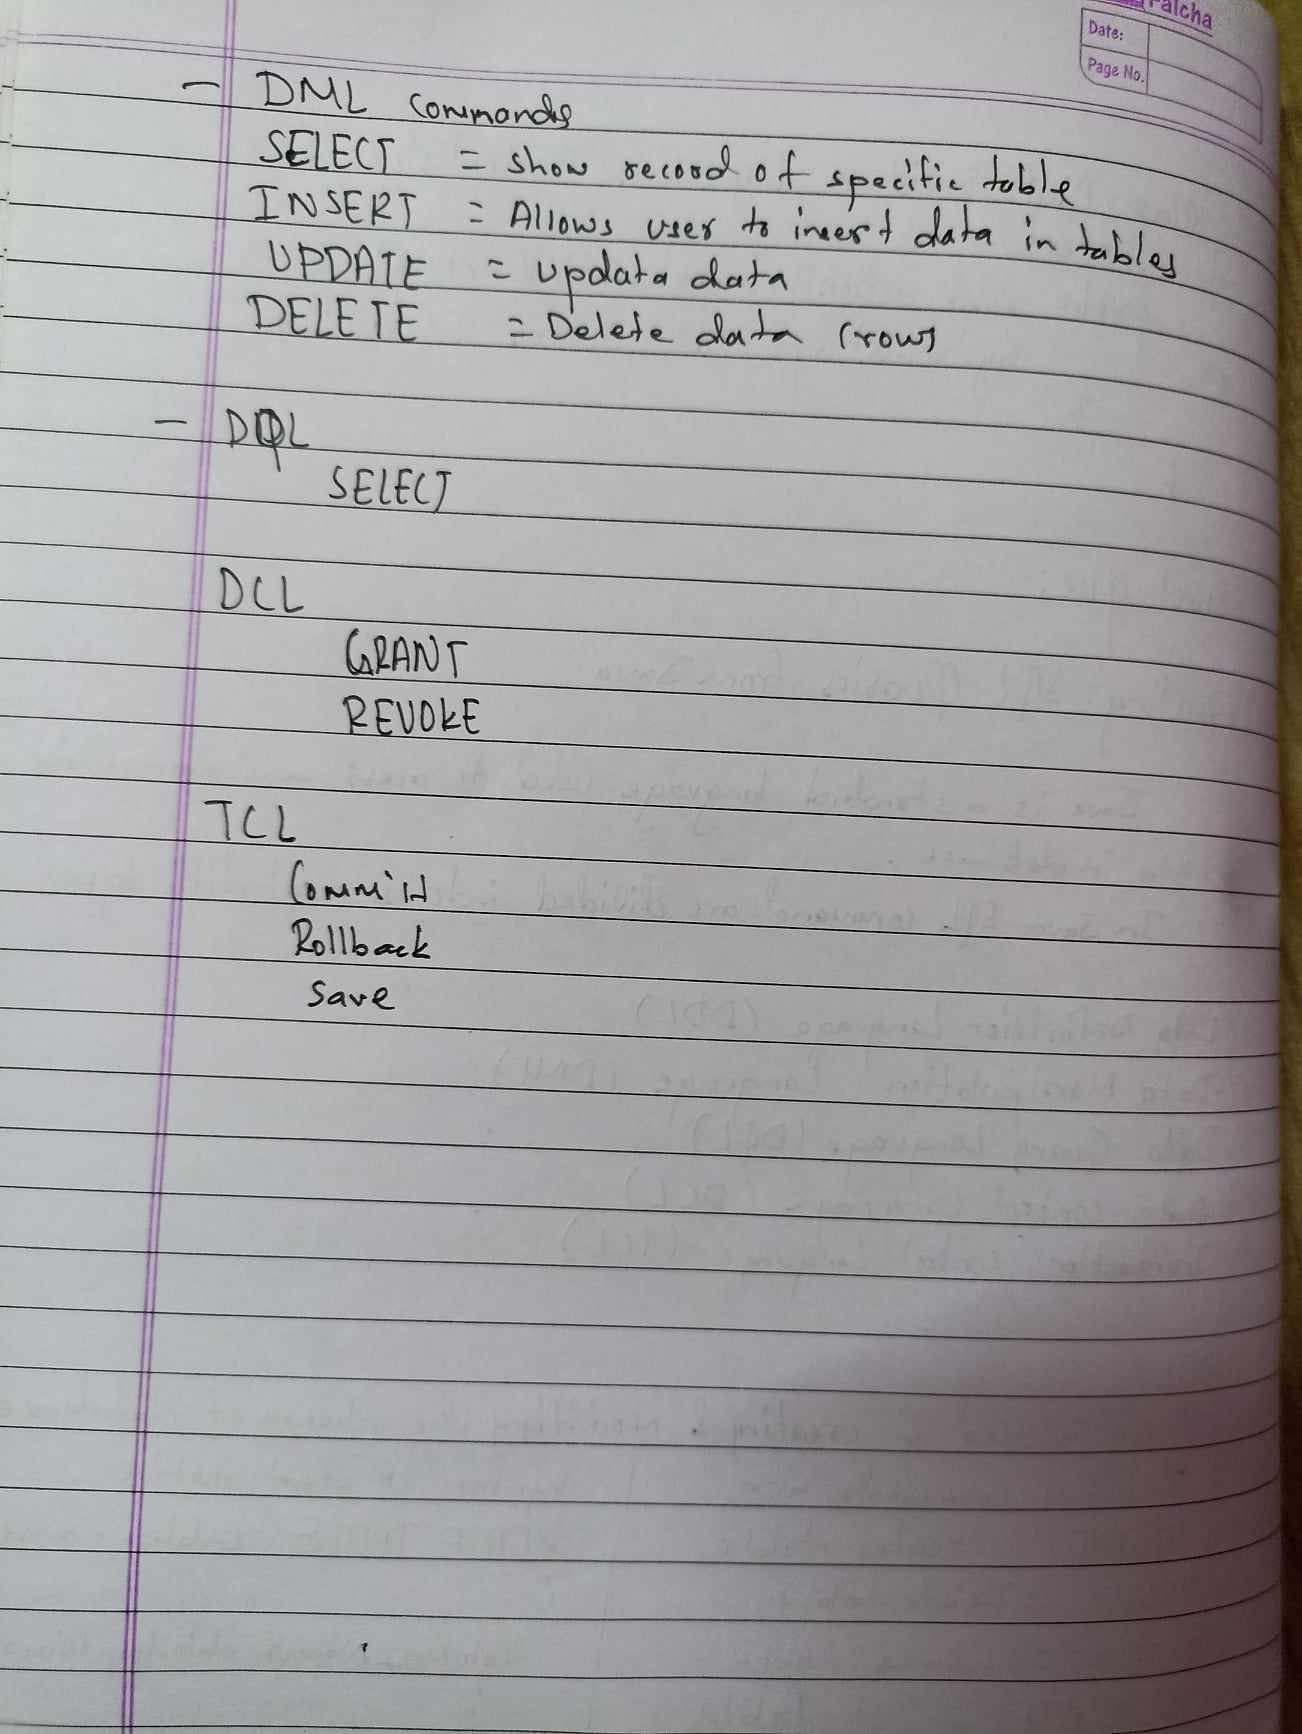 Palcha
Date:
Page No.
- DML Commands
SELECT = show record of specific table
INSERT = Allows user to insert data in tables
UPDATE = updata data
DELETE = Delete data (rows
- DQL
SELECT
DCL
GRANT
REVOKE
TCL
Commit
Rollback
Save